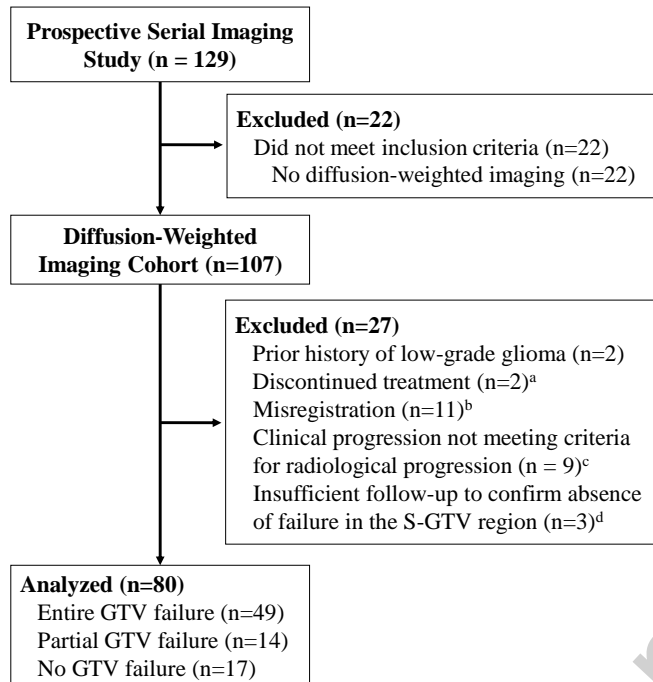 Prospective Serial Imaging
Study (n = 129)
Excluded (n=22)
Did not meet inclusion criteria (n=22)
No diffusion-weighted imaging (n=22)
Diffusion-Weighted
Imaging Cohort (n=107)
Excluded (n=27)
Prior history of low-grade glioma (n=2)
Discontinued treatment (n=2)ᵃ
Misregistration (n=11)ᵇ
Clinical progression not meeting criteria
for radiological progression (n = 9)ᶜ
Insufficient follow-up to confirm absence
of failure in the S-GTV region (n=3)ᵈ
Analyzed (n=80)
Entire GTV failure (n=49)
Partial GTV failure (n=14)
No GTV failure (n=17)